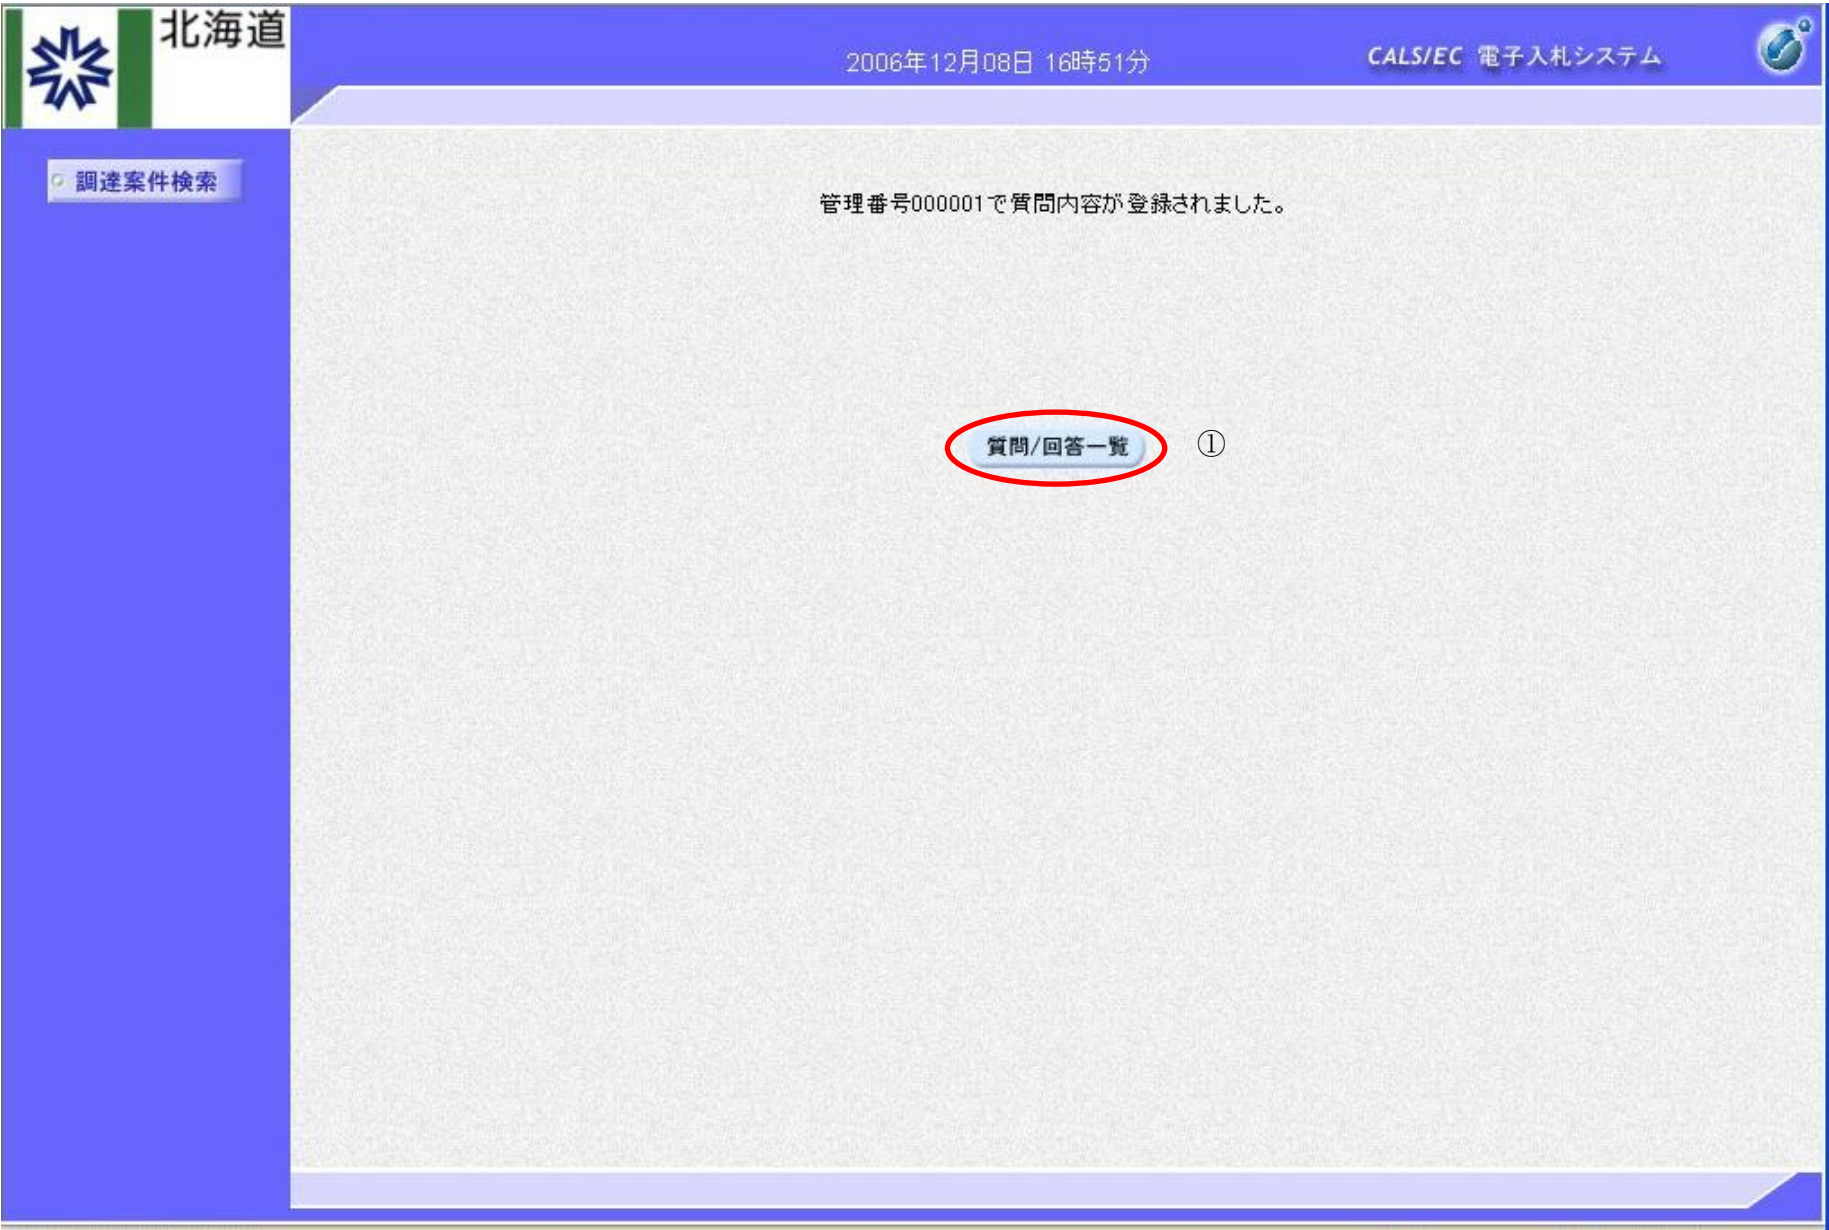 北海道
2006年12月08日 16時51分
CALS/EC 電子入札システム
調達案件検索
管理番号000001で質問内容が登録されました。
質問/回答一覧
①